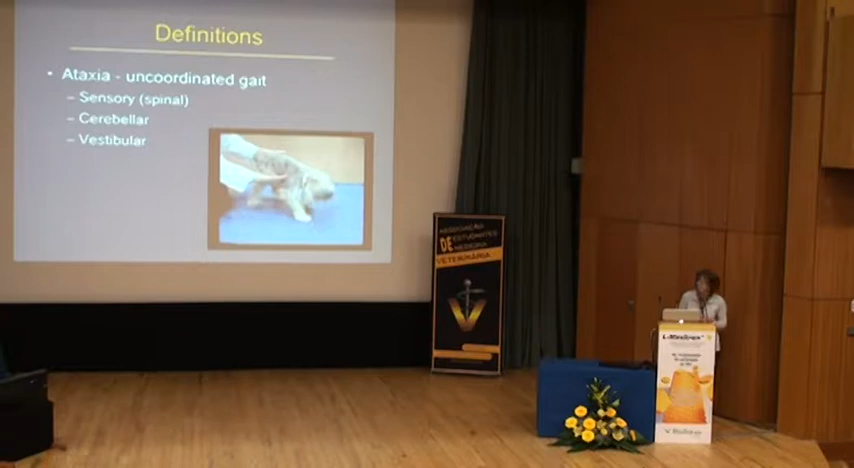 Definitions
• Ataxia - uncoordinated gait
– Sensory (spinal)
– Cerebellar
– Vestibular
ASSOCIAÇÃO
DE ESTUDANTES
MEDICINA
VETERINÁRIA